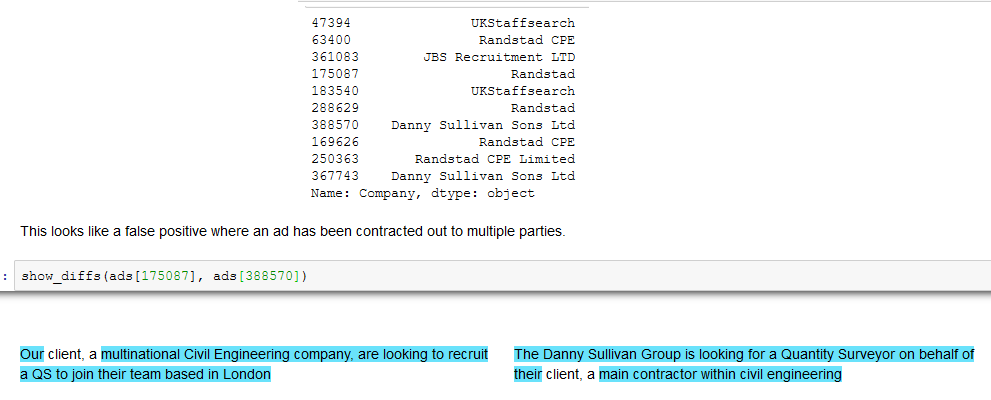 47394 UKStaffsearch
63400 Randstad CPE
361083 JBS Recruitment LTD
175087 Randstad
183540 UKStaffsearch
288629 Randstad
388570 Danny Sullivan Sons Ltd
169626 Randstad CPE
250363 Randstad CPE Limited
367743 Danny Sullivan Sons Ltd
Name: Company, dtype: object
This looks like a false positive where an ad has been contracted out to multiple parties.
: show_diffs(ads[175087], ads[388570])
Our client, a multinational Civil Engineering company, are looking to recruit
a QS to join their team based in London
The Danny Sullivan Group is looking for a Quantity Surveyor on behalf of
their client, a main contractor within civil engineering